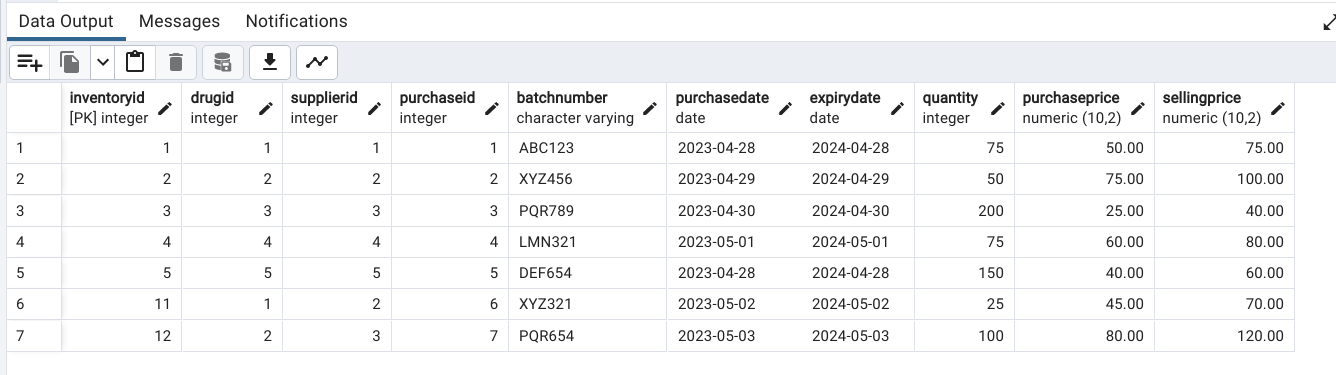 Data Output Messages Notifications
inventoryid drugid supplierid purchaseid batchnumber purchasedate expirydate quantity purchaseprice sellingprice
[PK] integer integer integer integer character varying date date integer numeric (10,2) numeric (10,2)
1 1 1 1 1 ABC123 2023-04-28 2024-04-28 75 50.00 75.00
2 2 2 2 2 XYZ456 2023-04-29 2024-04-29 50 75.00 100.00
3 3 3 3 3 PQR789 2023-04-30 2024-04-30 200 25.00 40.00
4 4 4 4 4 LMN321 2023-05-01 2024-05-01 75 60.00 80.00
5 5 5 5 5 DEF654 2023-04-28 2024-04-28 150 40.00 60.00
6 11 1 2 6 XYZ321 2023-05-02 2024-05-02 25 45.00 70.00
7 12 2 3 7 PQR654 2023-05-03 2024-05-03 100 80.00 120.00